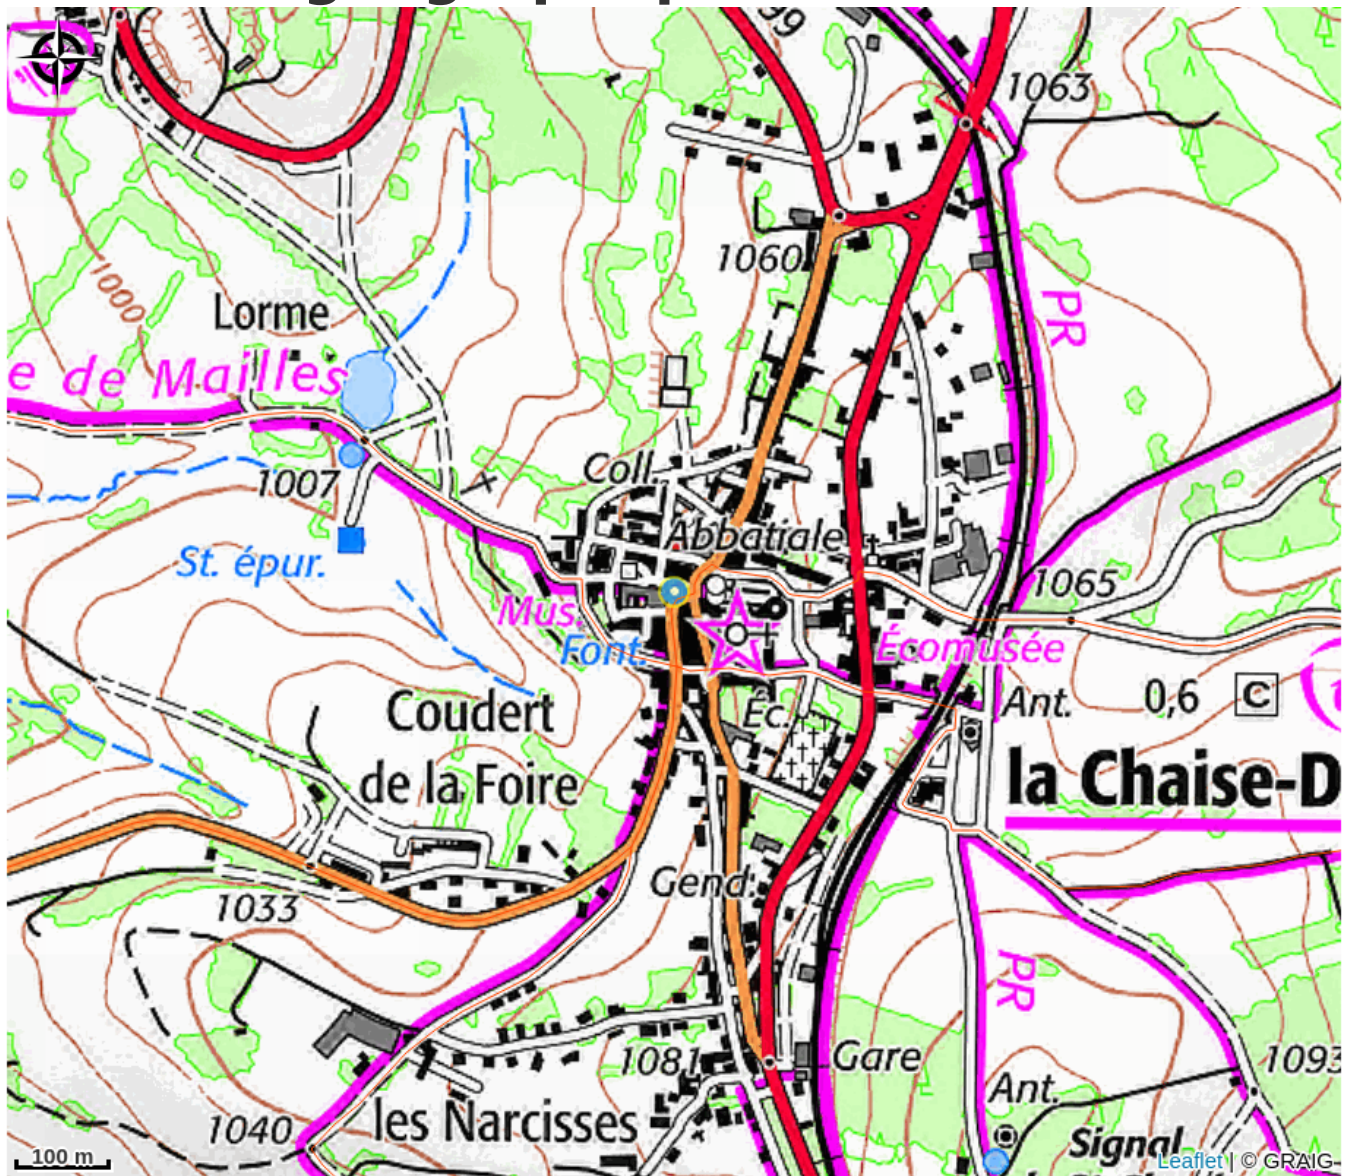 99
1063
1060
PR
1000
Lorme
e de Mailles
Coll.
1007
Abbatiale
St. épur.
1065
Mus.
Font.
Écomusée
Ant.
0,6 C
Éc.
Coudert
de la Foire
la Chaise-D
Gend.
1033
PR
1081
Gare
1093
Ant.
1040
les Narcisses
Signal
100 m
Leaflet | © GRAIG